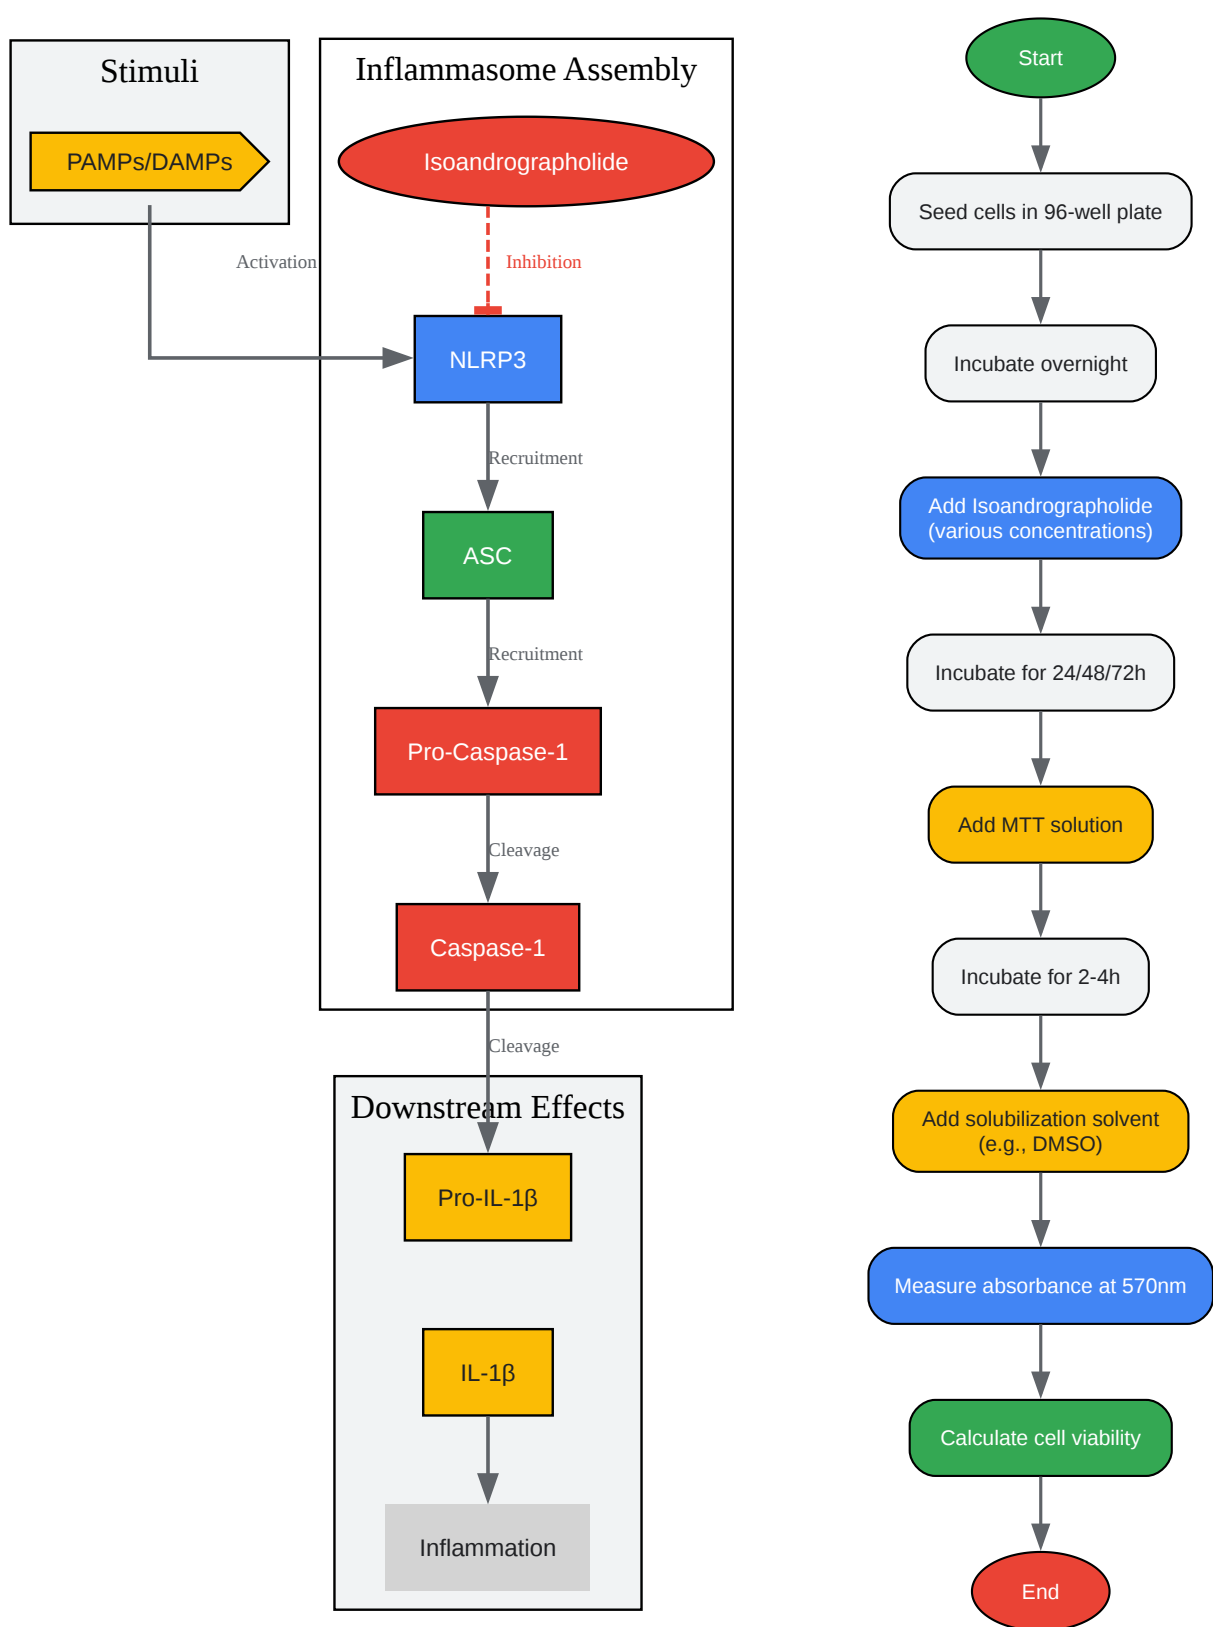 Stimuli
PAMPs/DAMPs
Activation
Inflammasome Assembly
Isoandrographolide
Inhibition
NLRP3
Recruitment
ASC
Recruitment
Pro-Caspase-1
Cleavage
Caspase-1
Cleavage
Downstream Effects
Pro-IL-1β
IL-1β
Inflammation
Start
Seed cells in 96-well plate
Incubate overnight
Add Isoandrographolide
(various concentrations)
Incubate for 24/48/72h
Add MTT solution
Incubate for 2-4h
Add solubilization solvent
(e.g., DMSO)
Measure absorbance at 570nm
Calculate cell viability
End